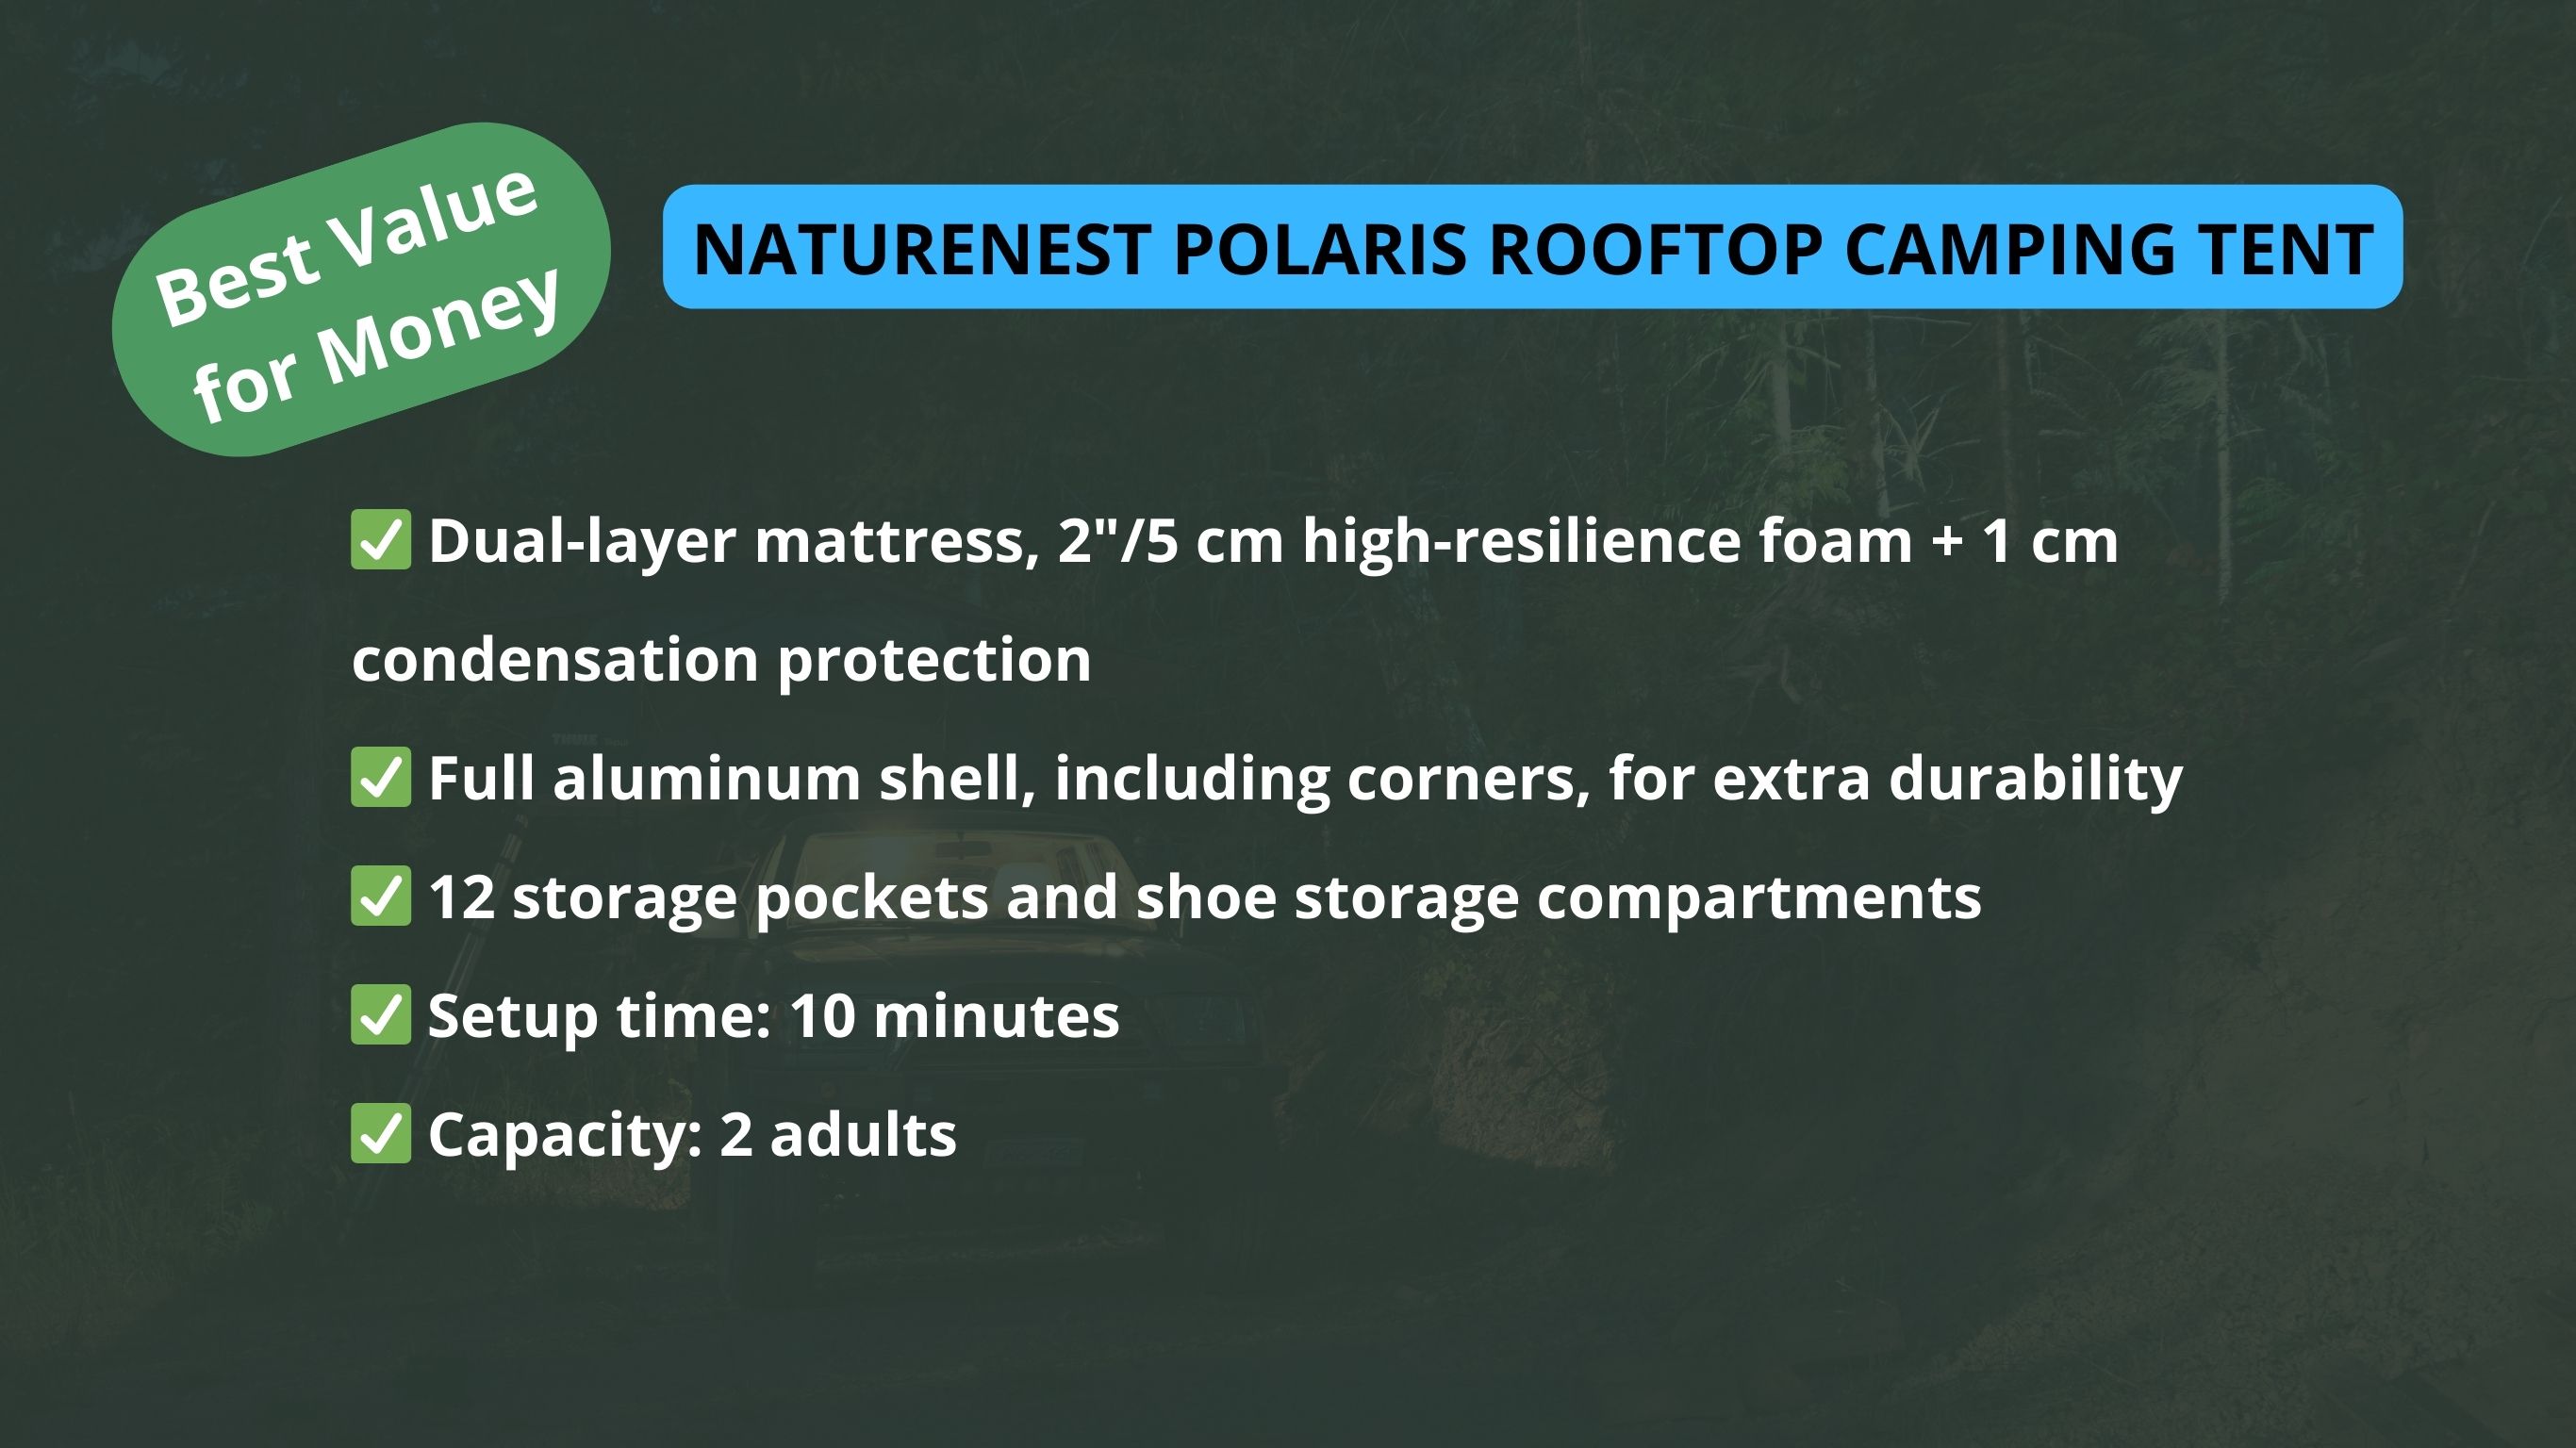 Best Value
for Money
NATURENEST POLARIS ROOFTOP CAMPING TENT
✅ Dual-layer mattress, 2"/5 cm high-resilience foam + 1 cm
condensation protection
✅ Full aluminum shell, including corners, for extra durability
✅ 12 storage pockets and shoe storage compartments
✅ Setup time: 10 minutes
✅ Capacity: 2 adults